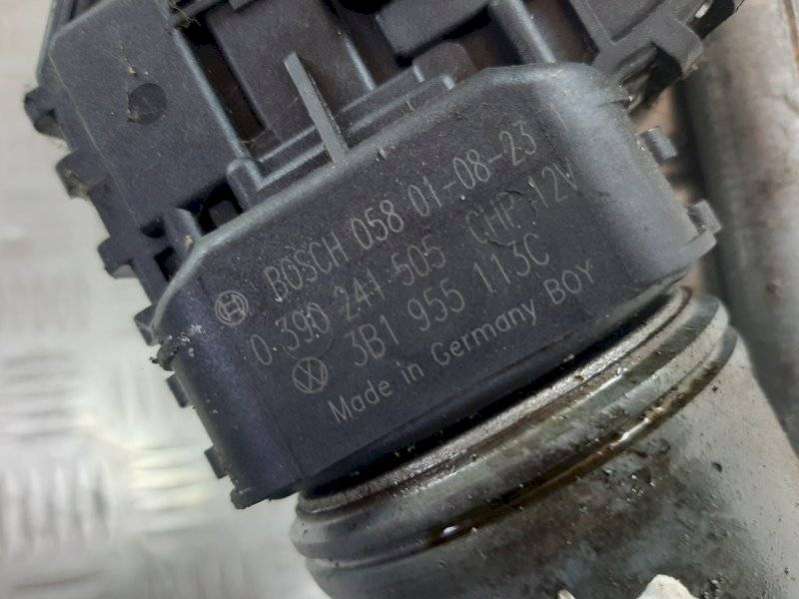 BOSCH 058 01-08-23
0 390 241 505 CHP 12V
3B1 955 113C
Made in Germany BOY